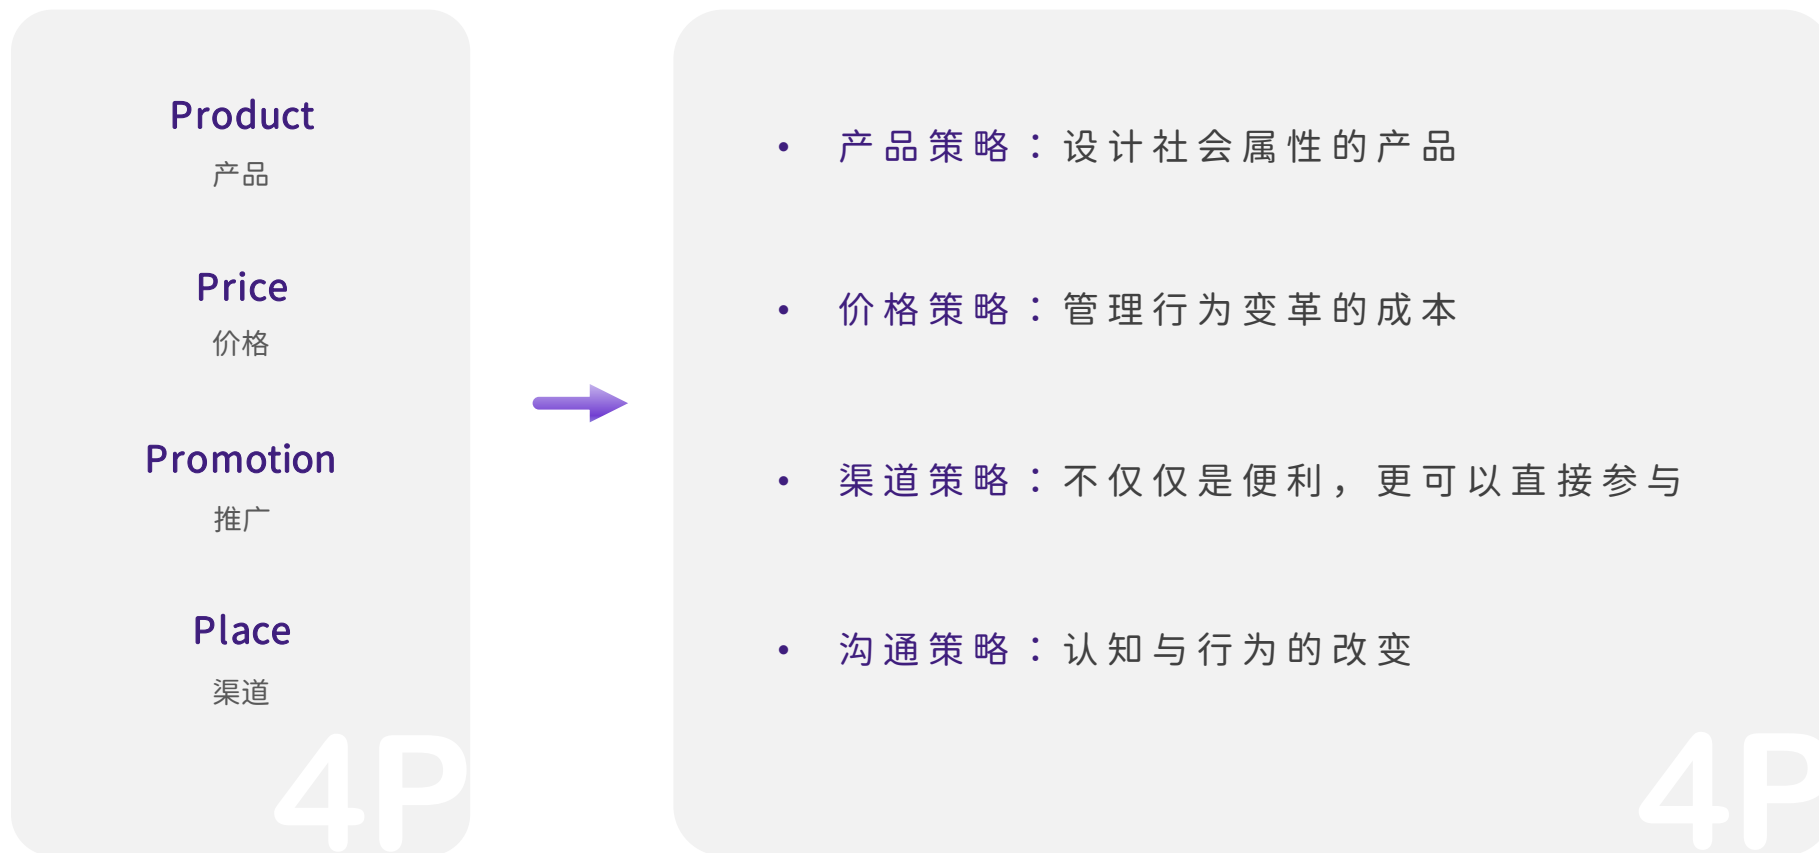 Product
产品
Price
价格
Promotion
推广
Place
渠道
4P
• 产品策略：设计社会属性的产品
• 价格策略：管理行为变革的成本
• 渠道策略：不仅仅是便利，更可以直接参与
• 沟通策略：认知与行为的改变
4P